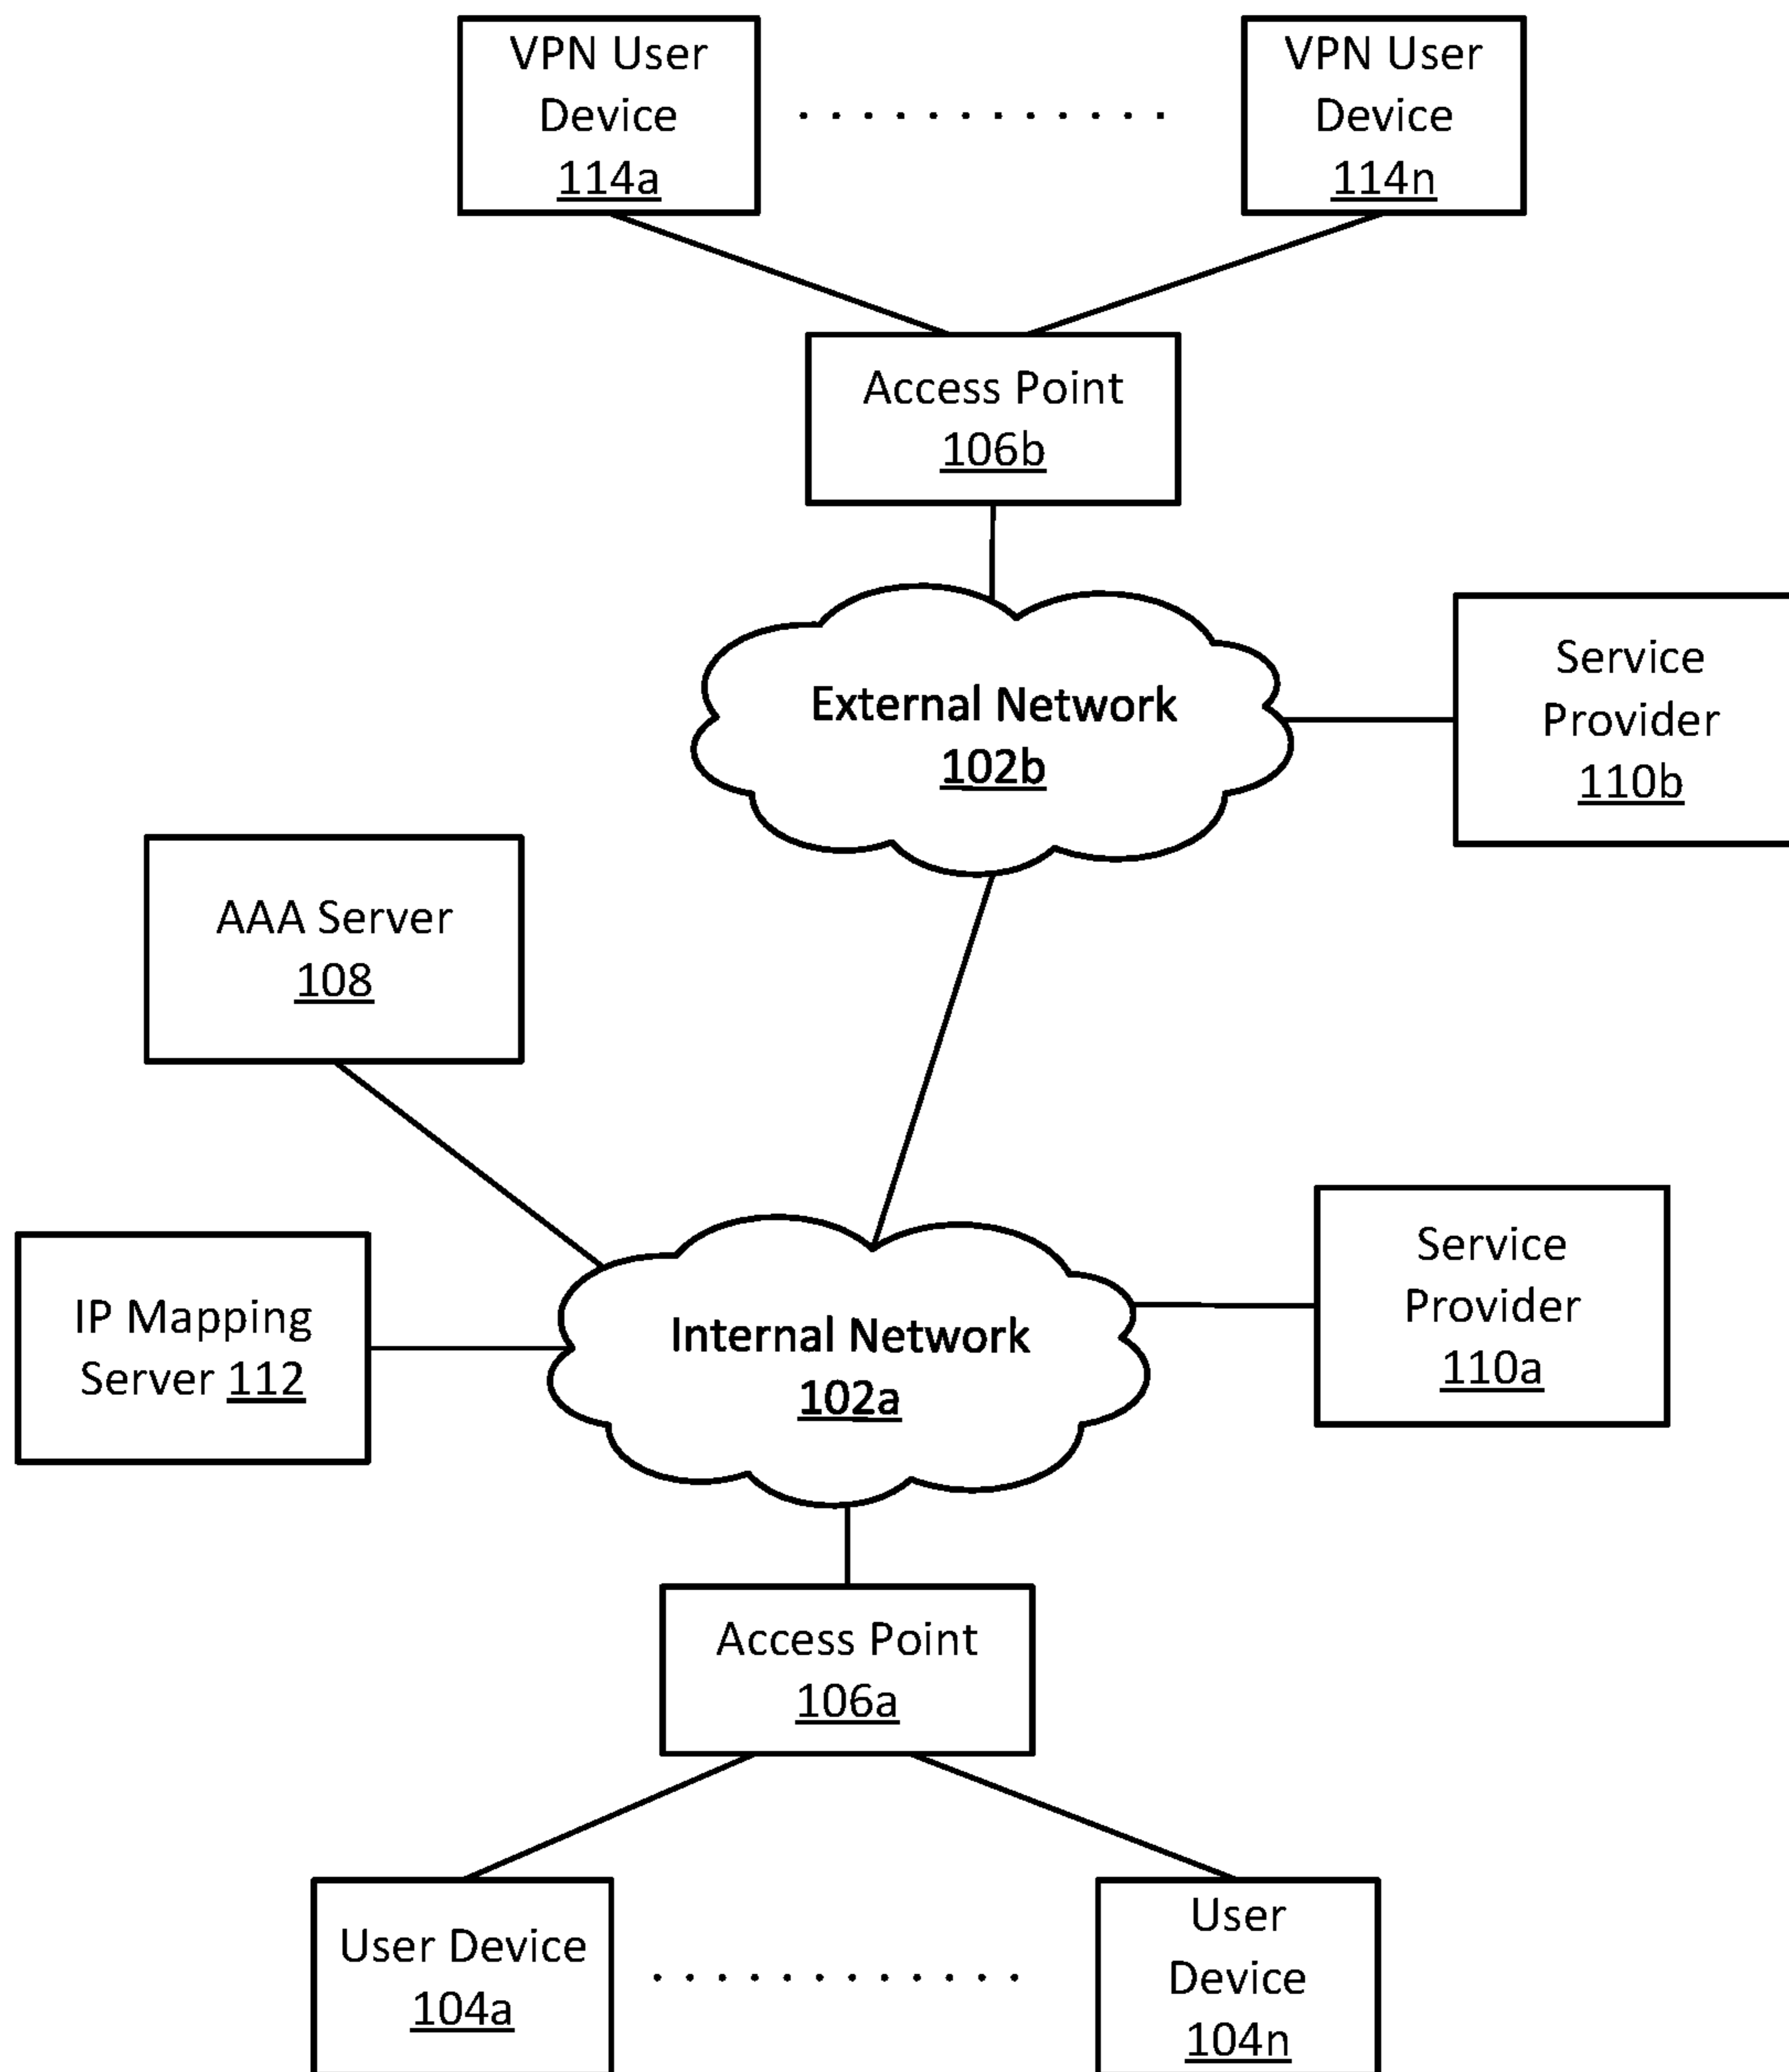 VPN User
Device
114a
VPN User
Device
114n
Access Point
106b
External Network
102b
Service
Provider
110b
AAA Server
108
IP Mapping
Server 112
Internal Network
102a
Service
Provider
110a
Access Point
106a
User Device
104a
User
Device
104n